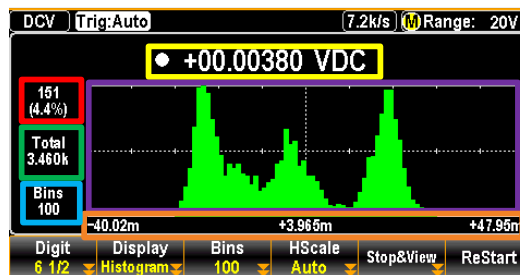 DCV Trig:Auto 7.2k/s M Range: 20V
+00.00380 VDC
151
(4.4%)
Total
3.460k
Bins
100
-40.02m +3.965m +47.95m
Digit Display Bins HScale Stop&View ReStart
6 1/2 Histogram 100 Auto